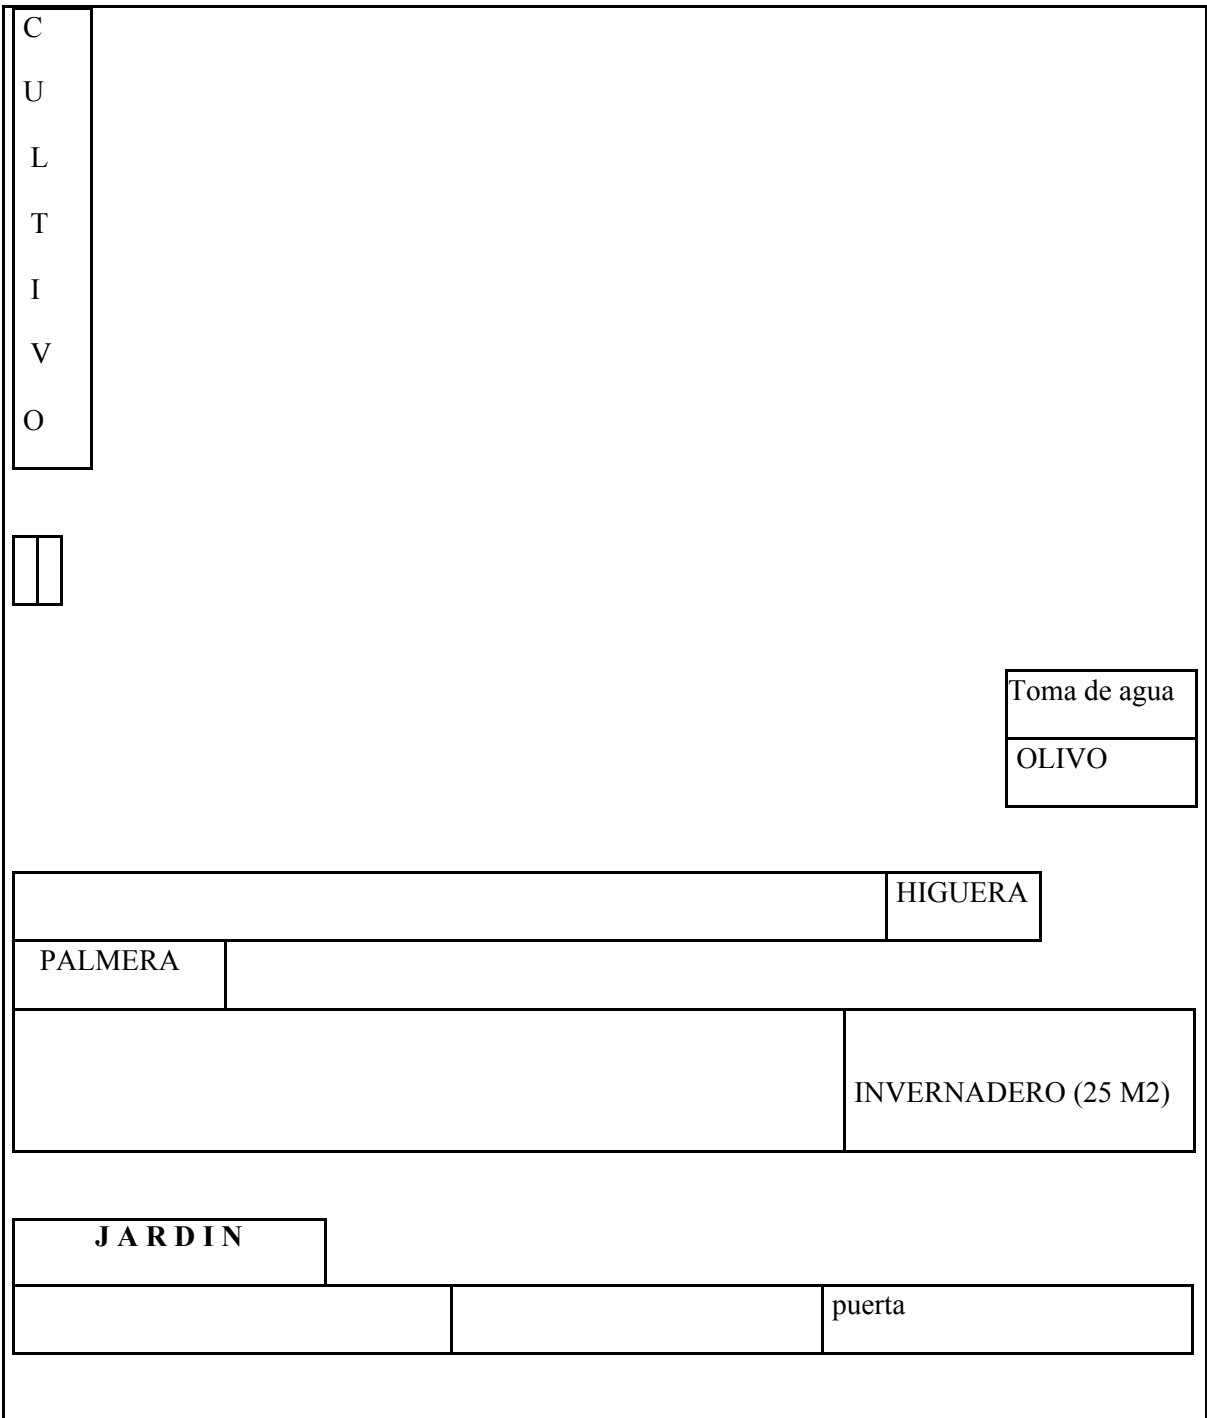 C
U
L
T
I
V
O
Toma de agua
OLIVO
HIGUERA
PALMERA
INVERNADERO (25 M2)
J A R D I N
puerta